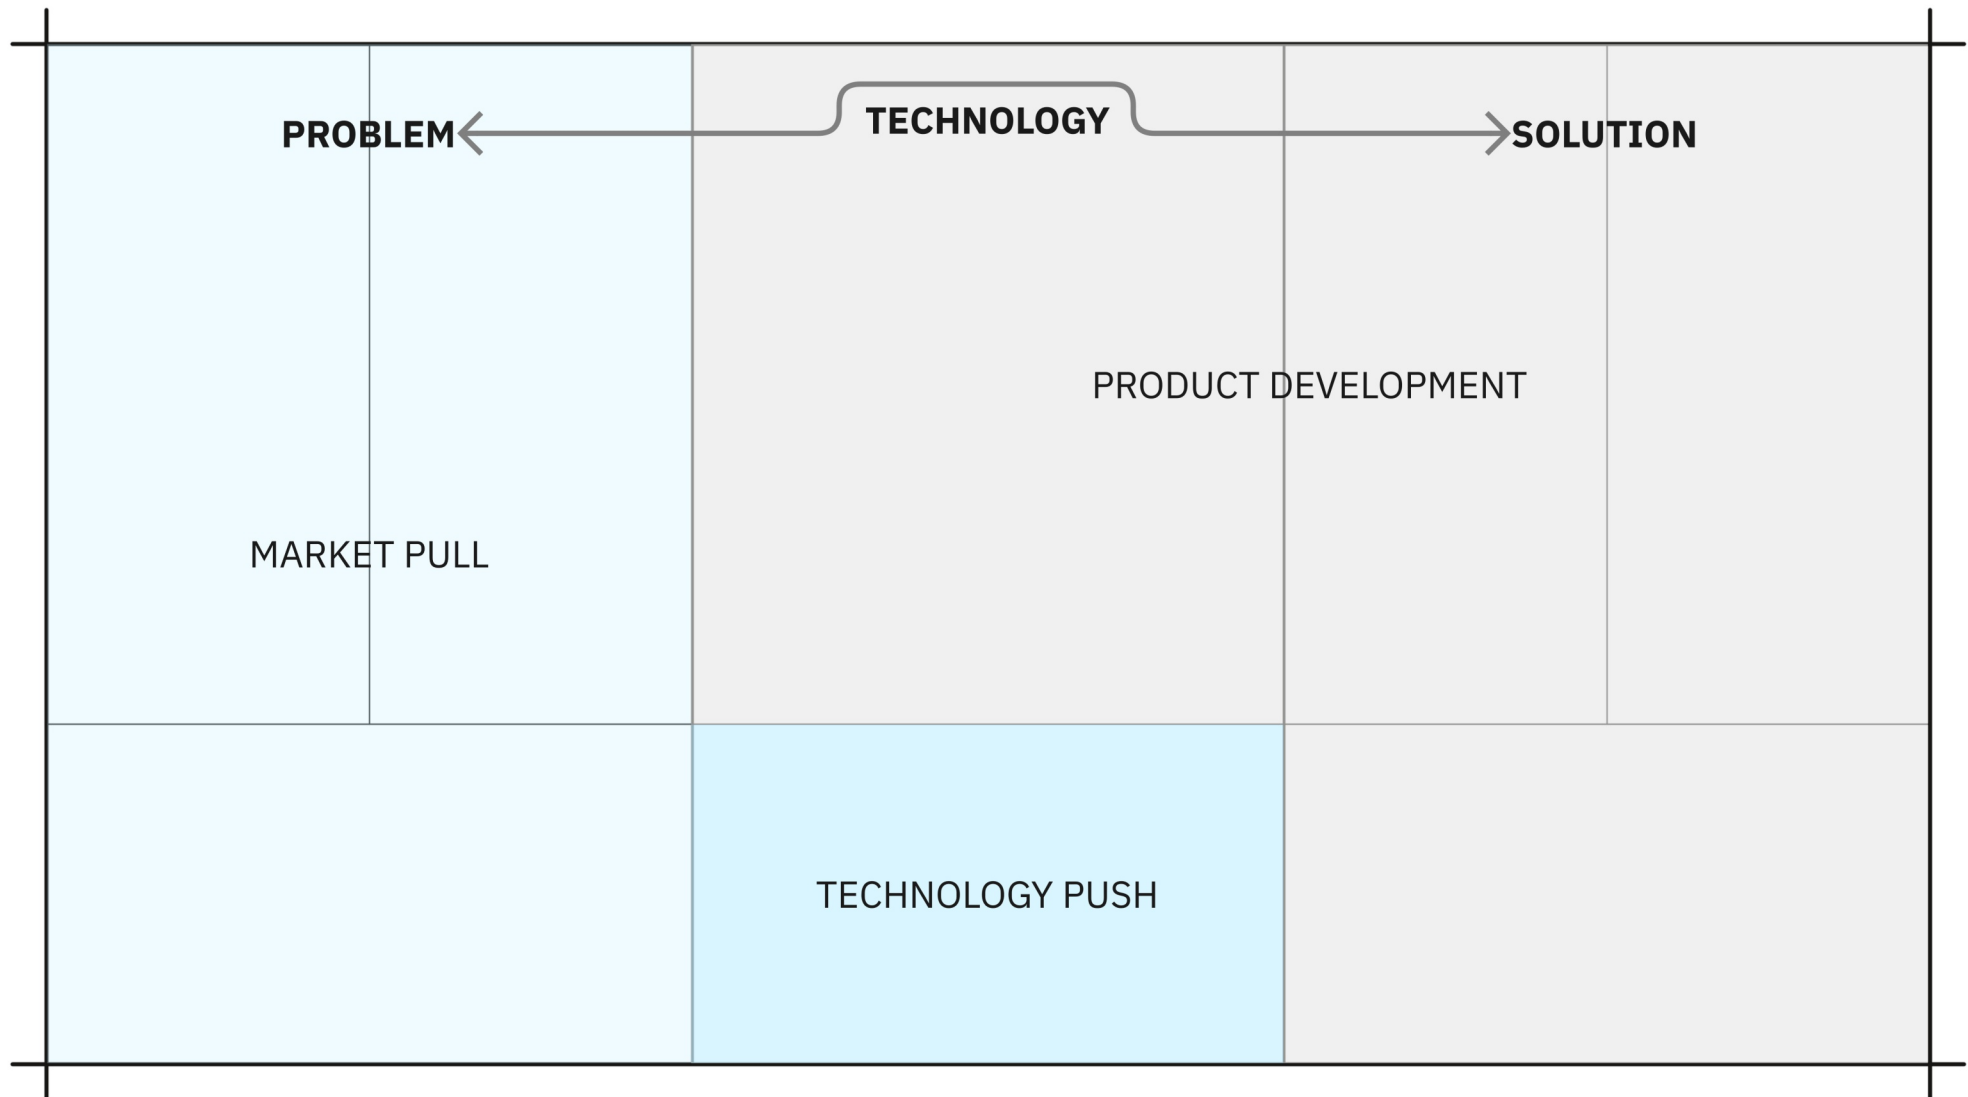 PROBLEM
TECHNOLOGY
SOLUTION
PRODUCT DEVELOPMENT
MARKET PULL
TECHNOLOGY PUSH